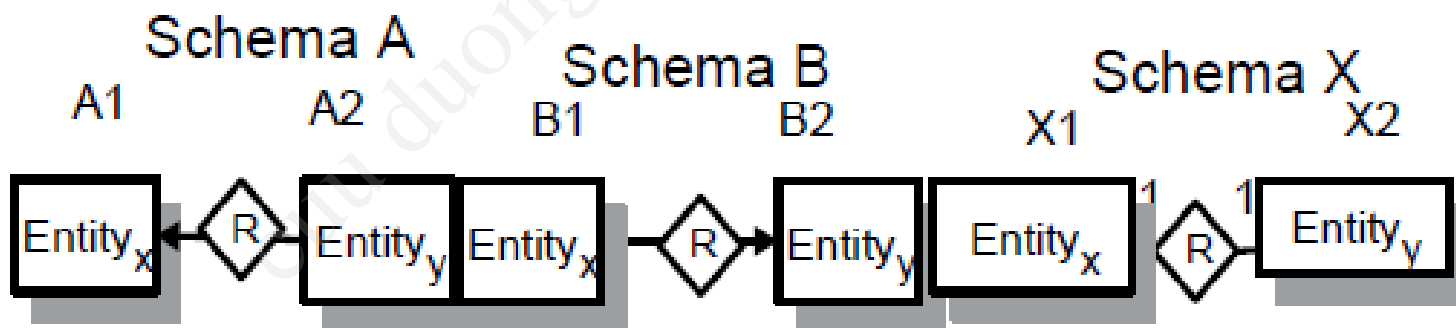 Schema A
Schema B
Schema X
A1
A2
B1
B2
X1
X2
1
1
Entityx
R
Entityy
Entityx
R
Entityy
Entityx
R
Entityy